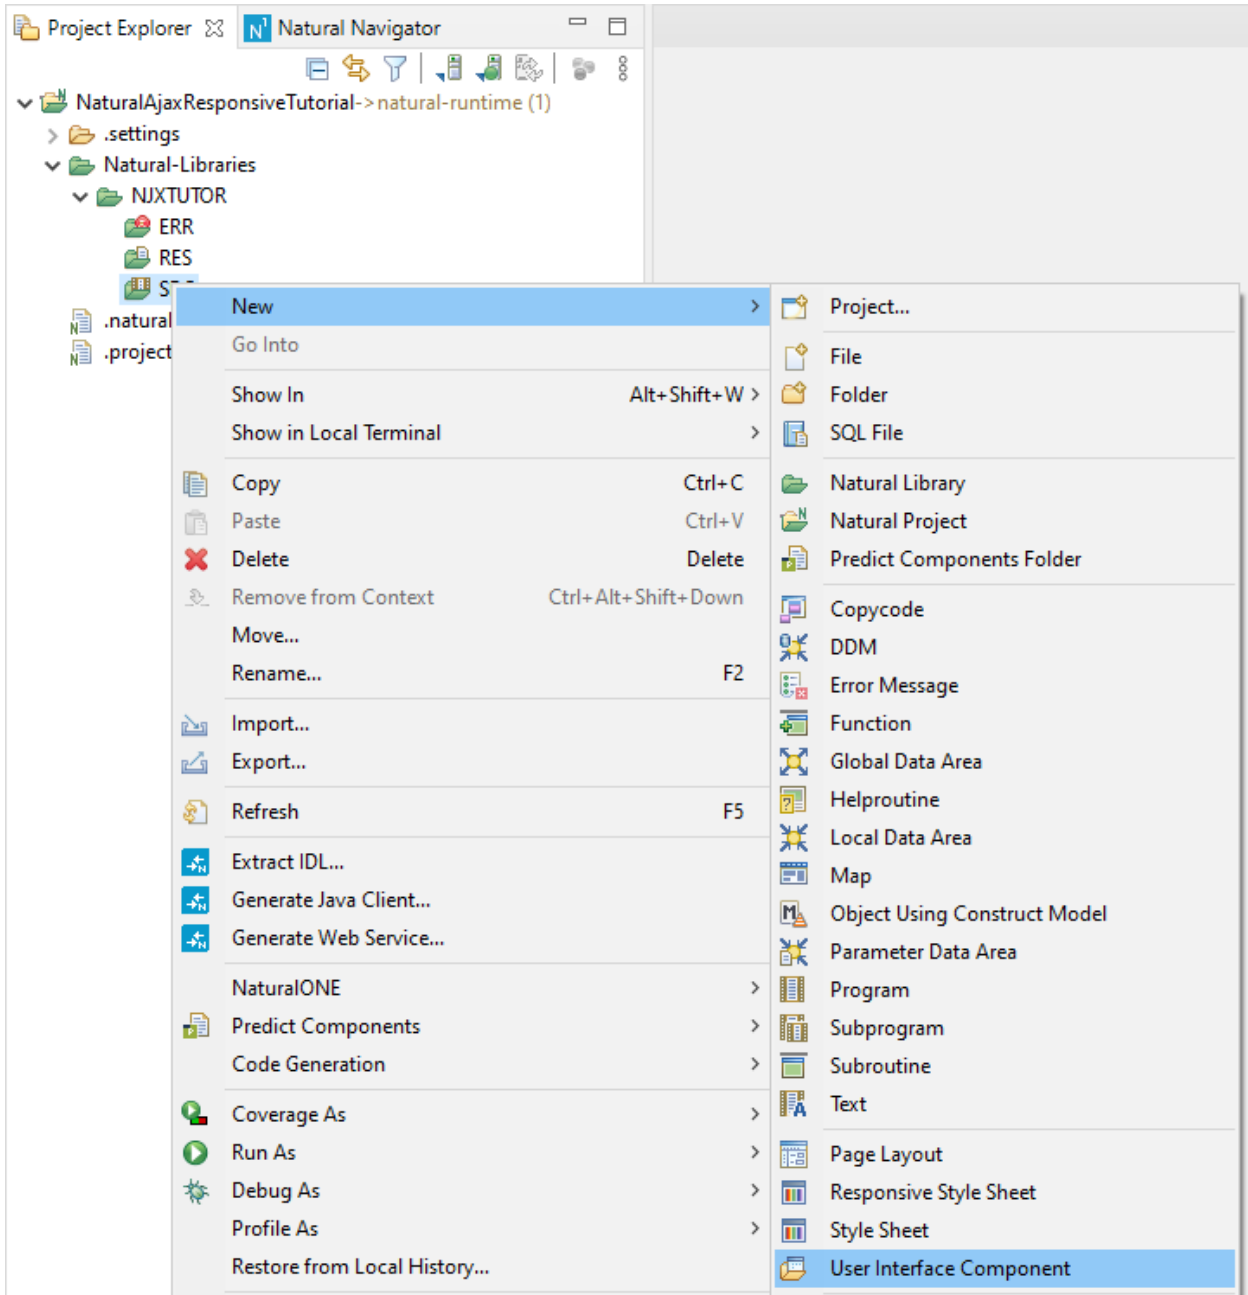 Project Explorer
Natural Navigator
NaturalAjaxResponsiveTutorial->natural-runtime (1)
.settings
Natural-Libraries
NJXTUTOR
ERR
RES
.natural
.project
New
Go Into
Show In Alt+Shift+W
Show in Local Terminal
Copy Ctrl+C
Paste Ctrl+V
Delete Delete
Remove from Context Ctrl+Alt+Shift+Down
Move...
Rename... F2
Import...
Export...
Refresh F5
Extract IDL...
Generate Java Client...
Generate Web Service...
NaturalONE
Predict Components
Code Generation
Coverage As
Run As
Debug As
Profile As
Restore from Local History...
Project...
File
Folder
SQL File
Natural Library
Natural Project
Predict Components Folder
Copycode
DDM
Error Message
Function
Global Data Area
Helproutine
Local Data Area
Map
Object Using Construct Model
Parameter Data Area
Program
Subprogram
Subroutine
Text
Page Layout
Responsive Style Sheet
Style Sheet
User Interface Component